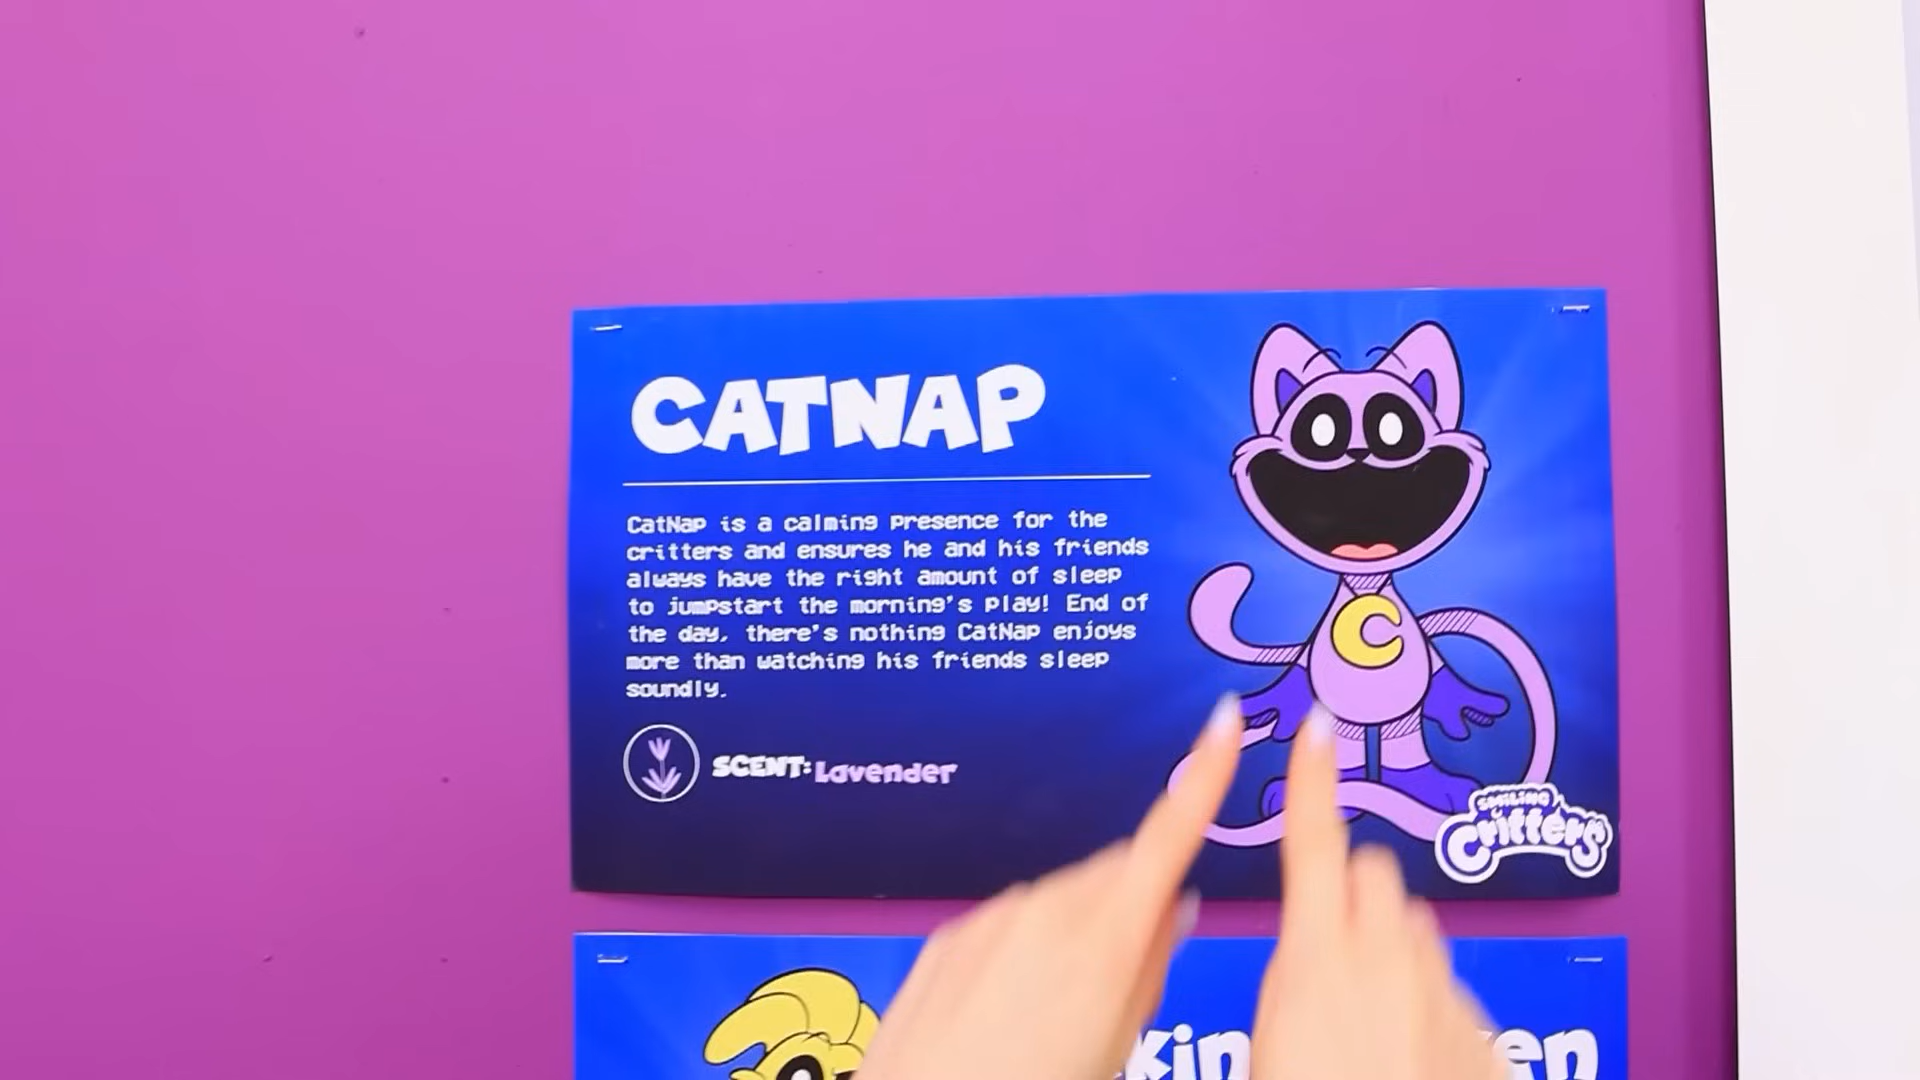 CATNAP
CatNap is a calming presence for the
critters and ensures he and his friends
always have the right amount of sleep
to jumpstart the morning's play! End of
the day, there's nothing CatNap enjoys
more than watching his friends sleep
soundly.
SCENT: Lavender
C
SMILING
Critters